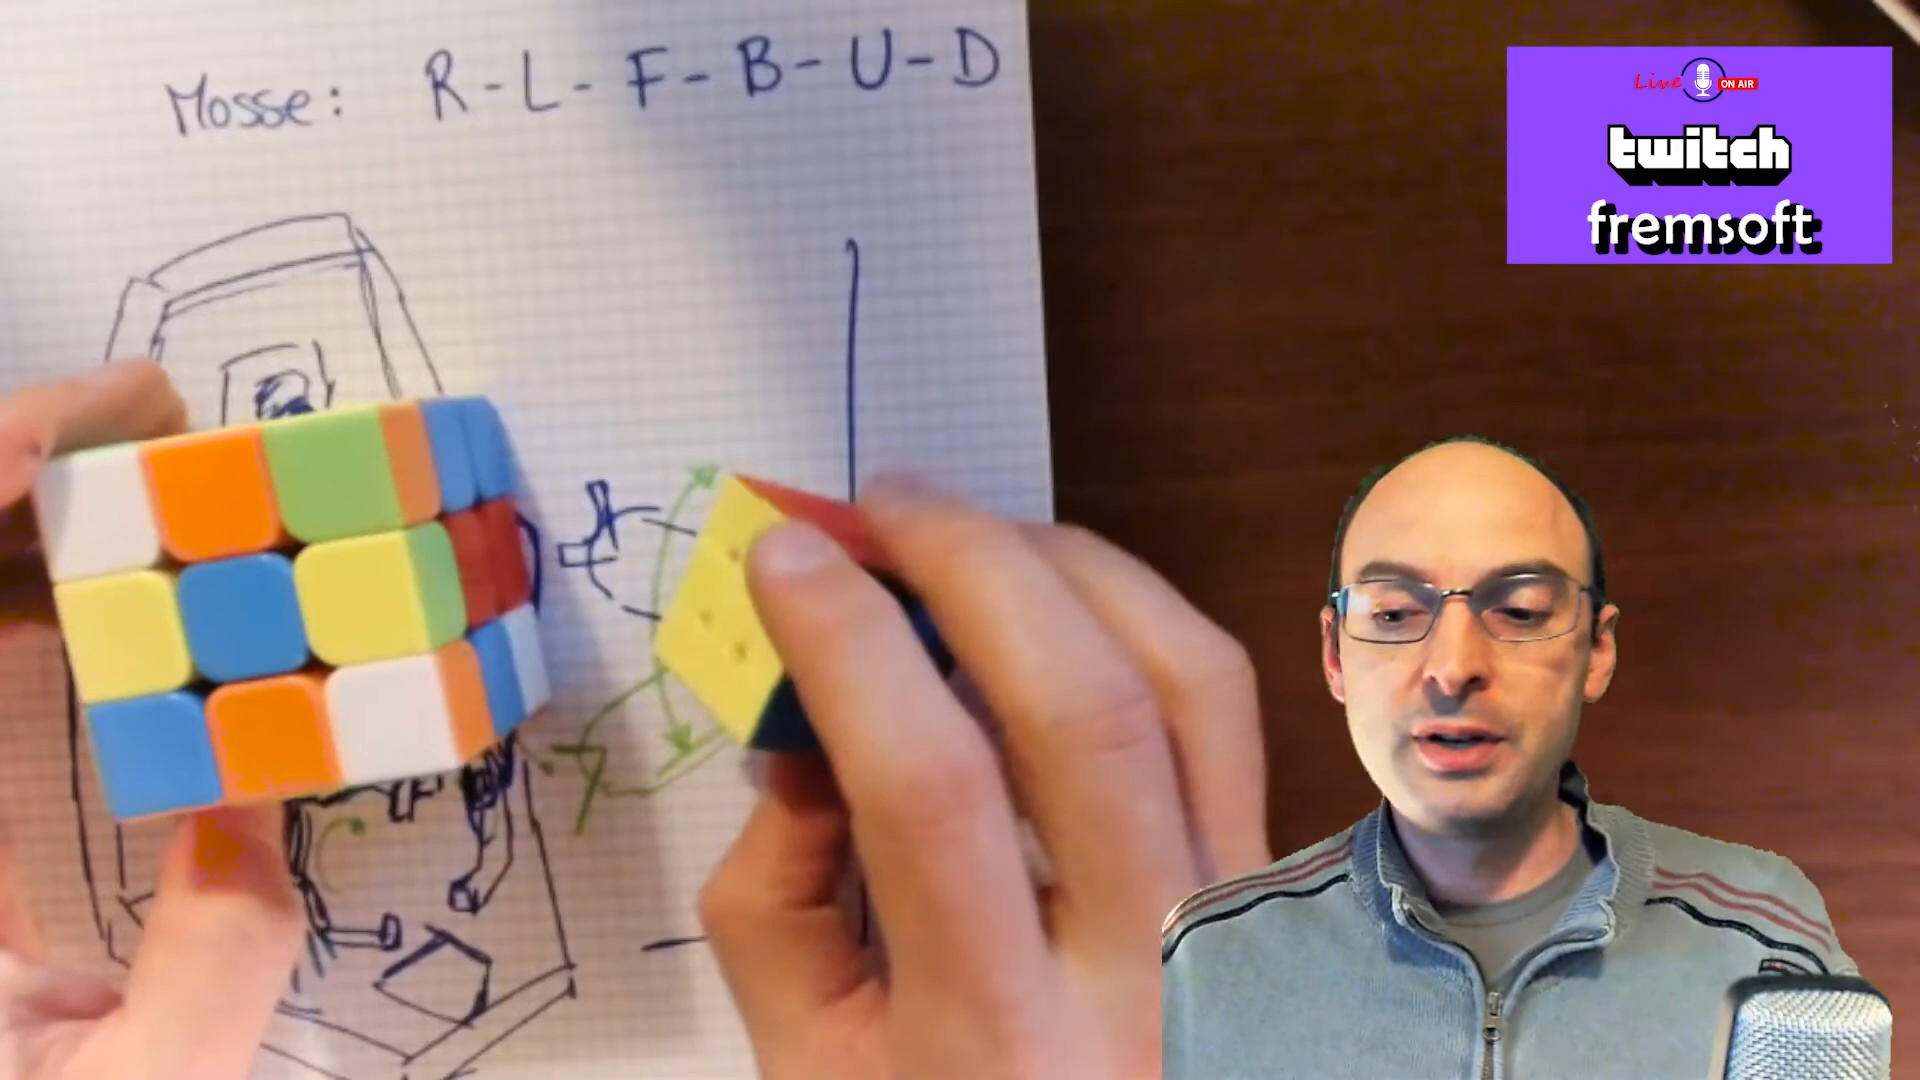 Mosse: R - L - F - B - U - D
Live ON AIR
twitch
fremsoft